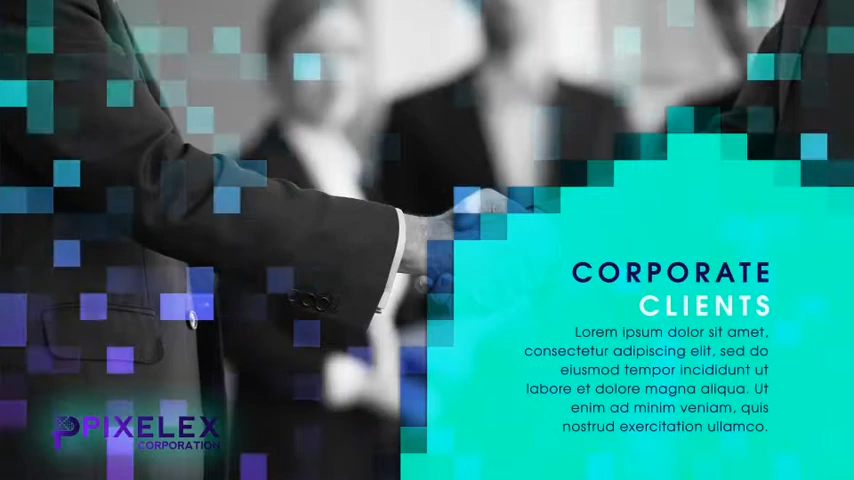 CORPORATE
CLIENTS
Lorem ipsum dolor sit amet,
consectetur adipiscing elit, sed do
eiusmod tempor incididunt ut
labore et dolore magna aliqua. Ut
enim ad minim veniam, quis
nostrud exercitation ullamco.
PIXELEX
CORPORATION